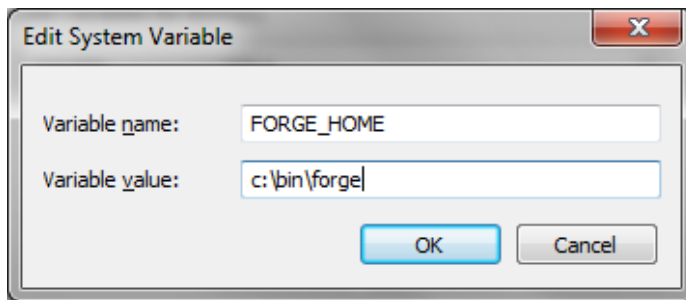 Edit System Variable
Variable name: FORGE_HOME
Variable value: c:\bin\forge
OK Cancel